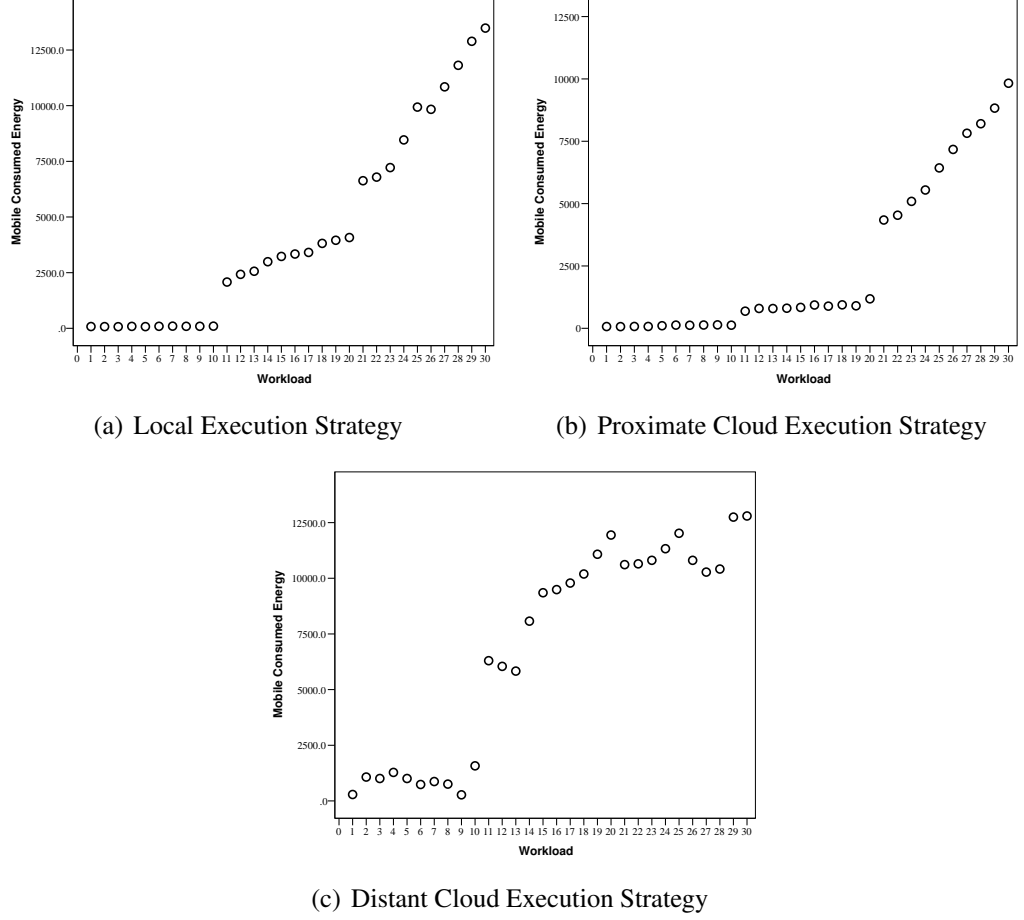 12500.0
10000.0
7500.0
5000.0
2500.0
.0
Mobile Consumed Energy
0 1 2 3 4 5 6 7 8 9 10 11 12 13 14 15 16 17 18 19 20 21 22 23 24 25 26 27 28 29 30
Workload
(a) Local Execution Strategy
12500
10000
7500
5000
2500
0
Mobile Consumed Energy
0 1 2 3 4 5 6 7 8 9 10 11 12 13 14 15 16 17 18 19 20 21 22 23 24 25 26 27 28 29 30
Workload
(b) Proximate Cloud Execution Strategy
12500.0
10000.0
7500.0
5000.0
2500.0
.0
Mobile Consumed Energy
0 1 2 3 4 5 6 7 8 9 10 11 12 13 14 15 16 17 18 19 20 21 22 23 24 25 26 27 28 29 30
Workload
(c) Distant Cloud Execution Strategy